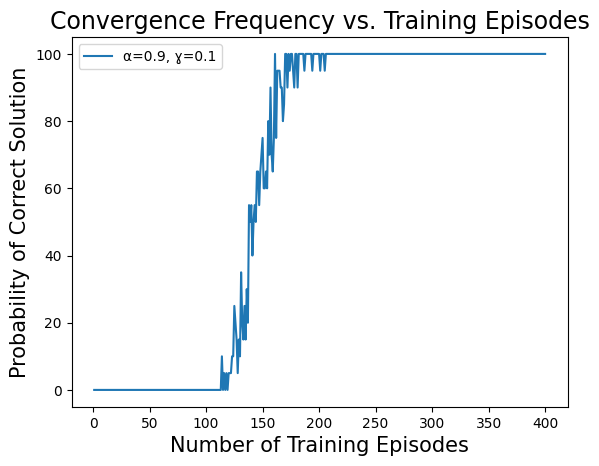 Convergence Frequency vs. Training Episodes
α=0.9, ɣ=0.1
Probability of Correct Solution
100
80
60
40
20
0
0 50 100 150 200 250 300 350 400
Number of Training Episodes